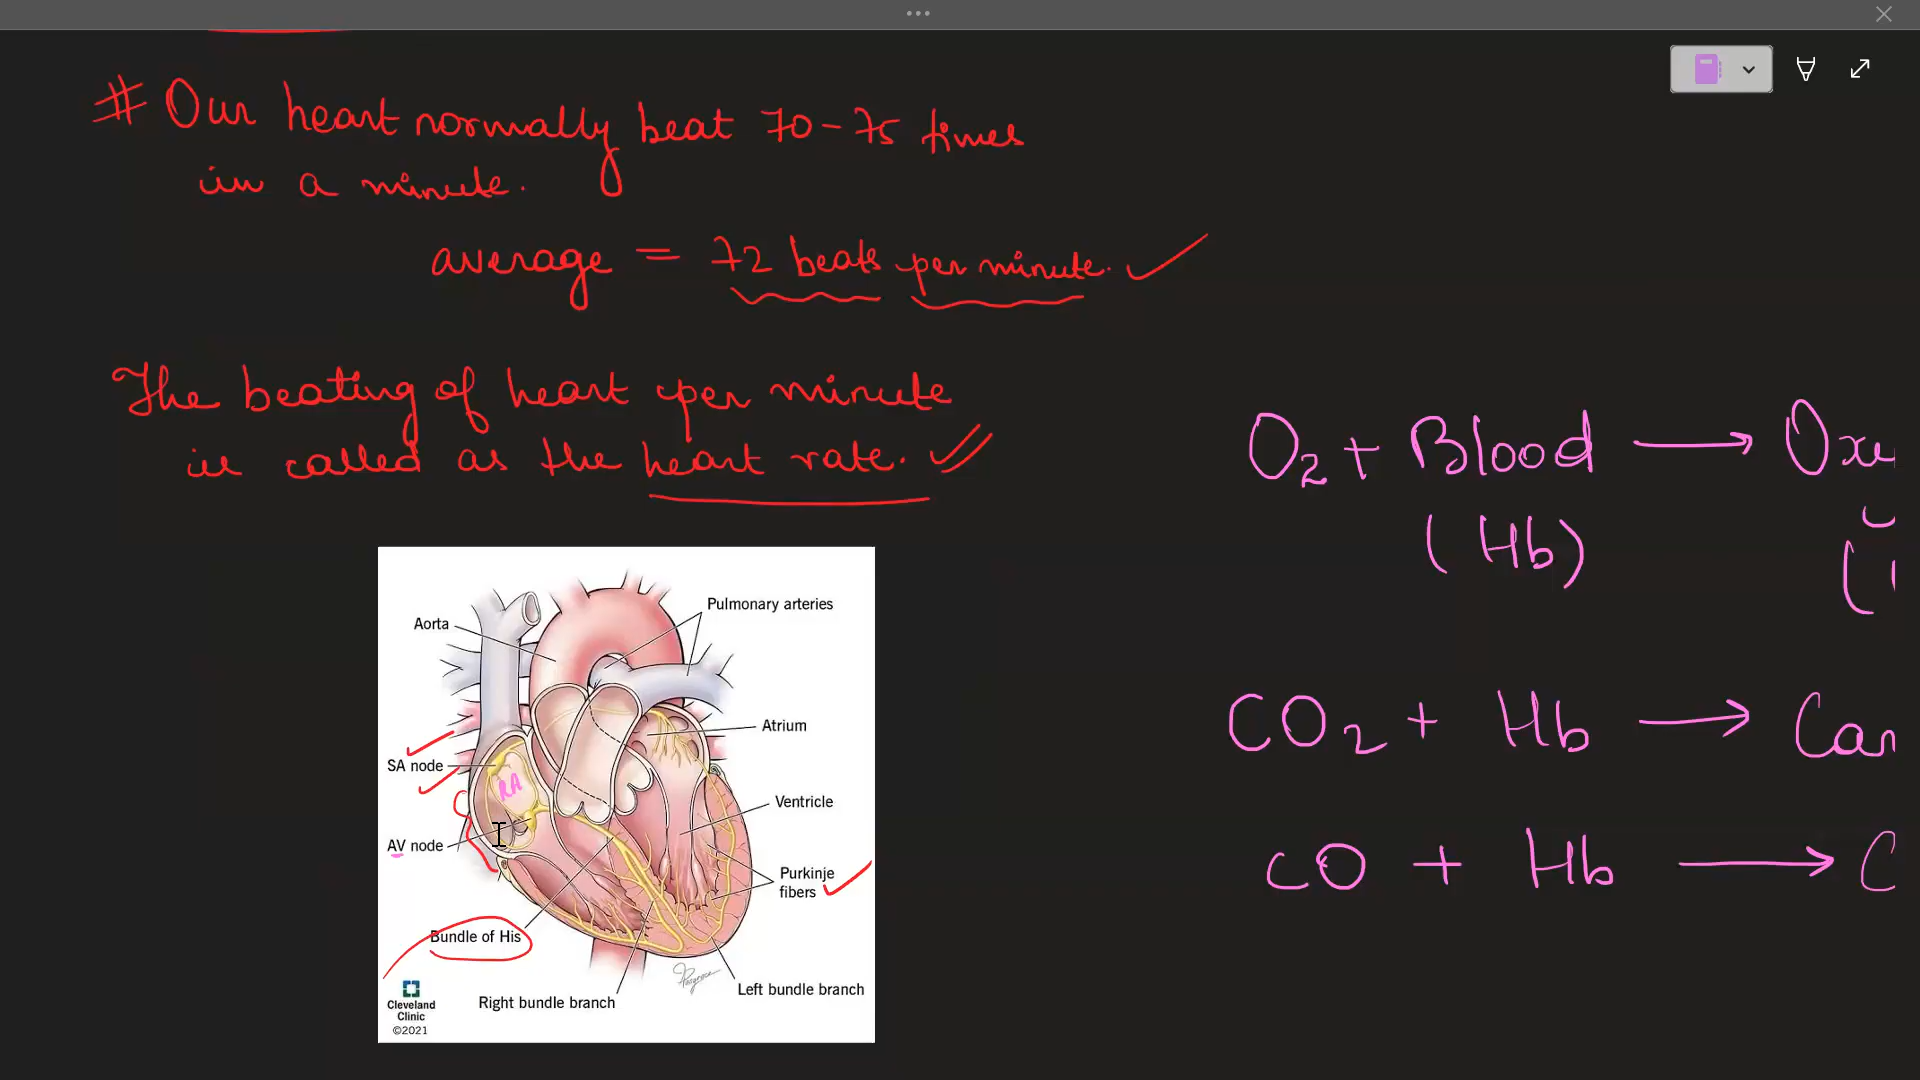 # Our heart normally beat 70-75 times
in a minute.
average = 72 beats per minute.
The beating of heart per minute
is called as the heart rate.
O2 + Blood →
(Hb)
CO2 + Hb →
CO + Hb →
Pulmonary arteries
Aorta
Atrium
SA node
RA
Ventricle
AV node
Purkinje
fibers
Bundle of His
Left bundle branch
Right bundle branch
Cleveland
Clinic
©2021